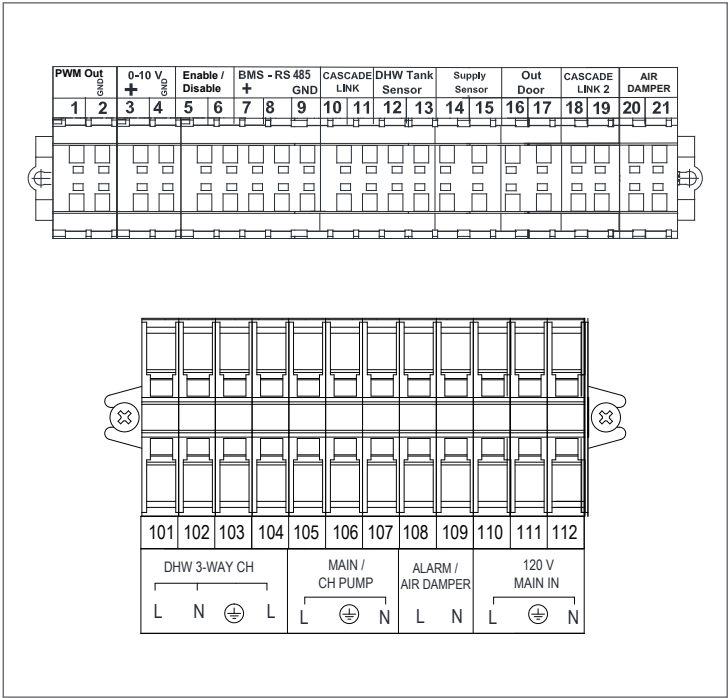 PWM Out GND
0-10 V GND
+
Enable /
Disable
BMS - RS 485
+ GND
CASCADE
LINK
DHW Tank
Sensor
Supply
Sensor
Out
Door
CASCADE
LINK 2
AIR
DAMPER
1 2 3 4 5 6 7 8 9 10 11 12 13 14 15 16 17 18 19 20 21
101 102 103 104 105 106 107 108 109 110 111 112
DHW 3-WAY CH
L N L
MAIN /
CH PUMP
L N
ALARM /
AIR DAMPER
L N
120 V
MAIN IN
L N